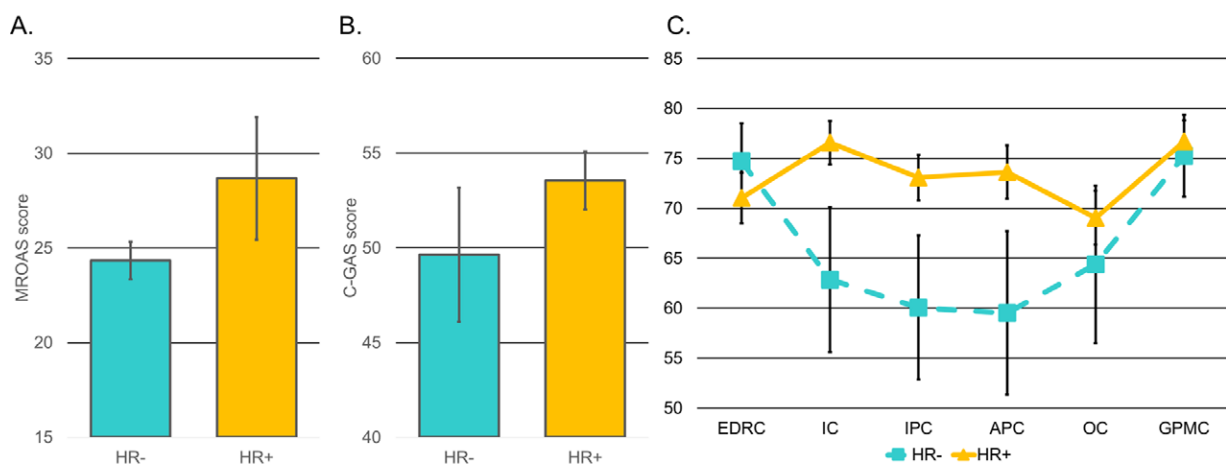 A.
35
30
25
20
15
MROAS score
HR-
HR+
B.
60
55
50
45
40
C-GAS score
HR-
HR+
C.
85
80
75
70
65
60
55
50
EDRC IC IPC APC OC GPMC
HR- HR+